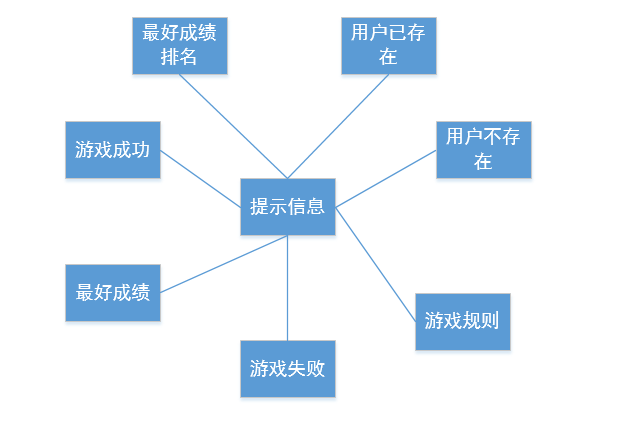 最好成绩
排名
用户已存
在
游戏成功
用户不存
在
提示信息
最好成绩
游戏规则
游戏失败